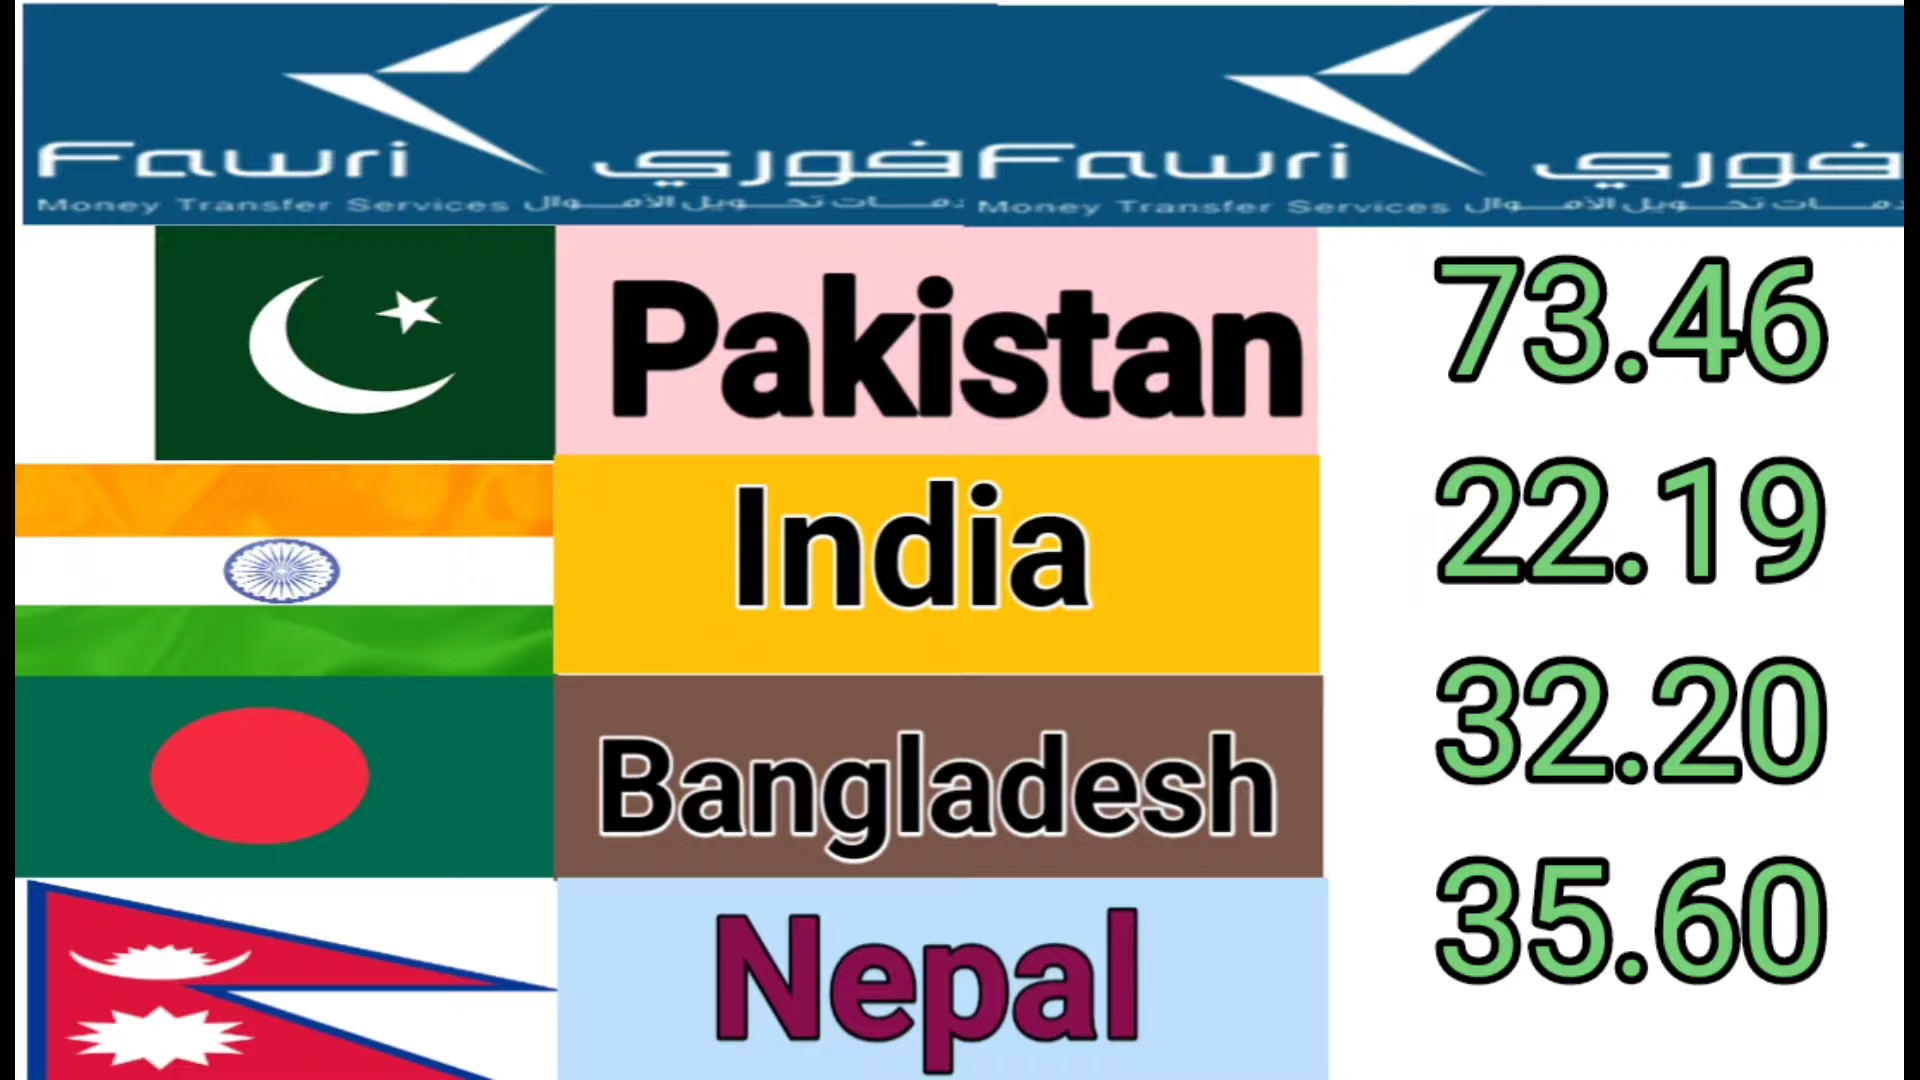 Fawri فوري Fawri فوري
Money Transfer Services Money Transfer Services
Pakistan 73.46
India 22.19
Bangladesh 32.20
Nepal 35.60